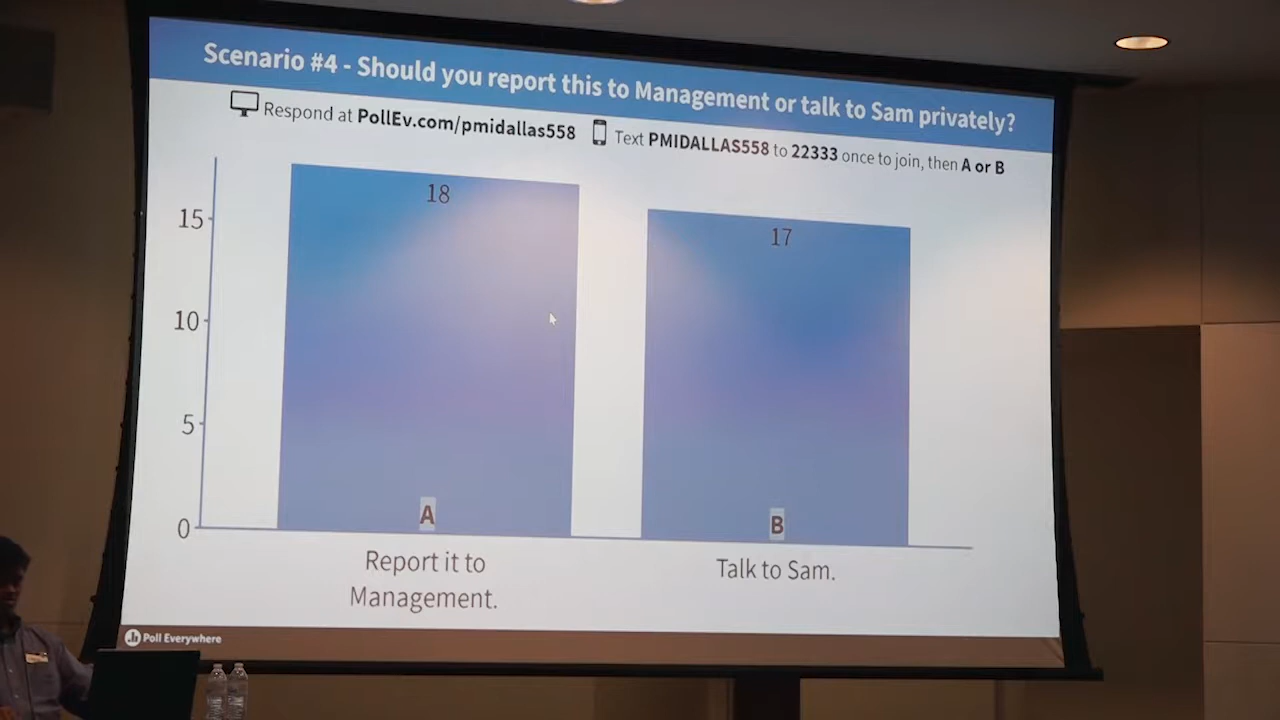 Scenario #4 - Should you report this to Management or talk to Sam privately?
Respond at PollEv.com/pmidallas558
Text PMIDALLAS558 to 22333 once to join, then A or B
18
17
15
10
5
0
A
B
Report it to
Management.
Talk to Sam.
Poll Everywhere